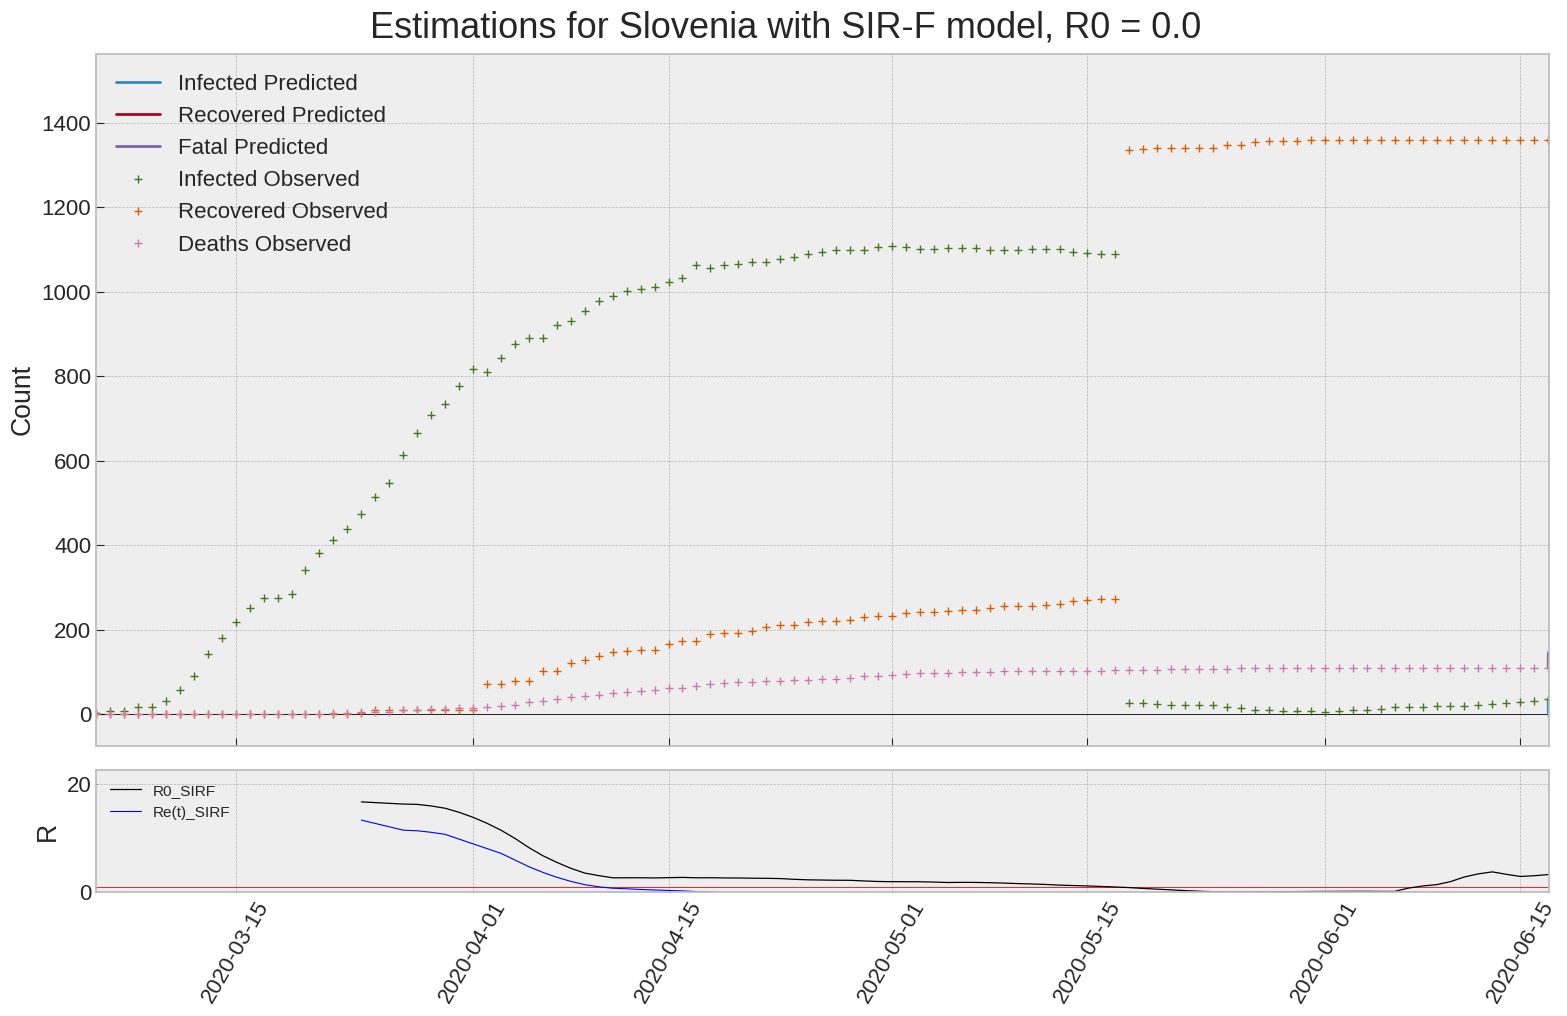 Estimations for Slovenia with SIR-F model, R0 = 0.0
Infected Predicted
Recovered Predicted
Fatal Predicted
Infected Observed
Recovered Observed
Deaths Observed
1400
1200
1000
800
600
400
200
0
Count
R0_SIRF
Re(t)_SIRF
20
0
R
2020-03-15
2020-04-01
2020-04-15
2020-05-01
2020-05-15
2020-06-01
2020-06-15